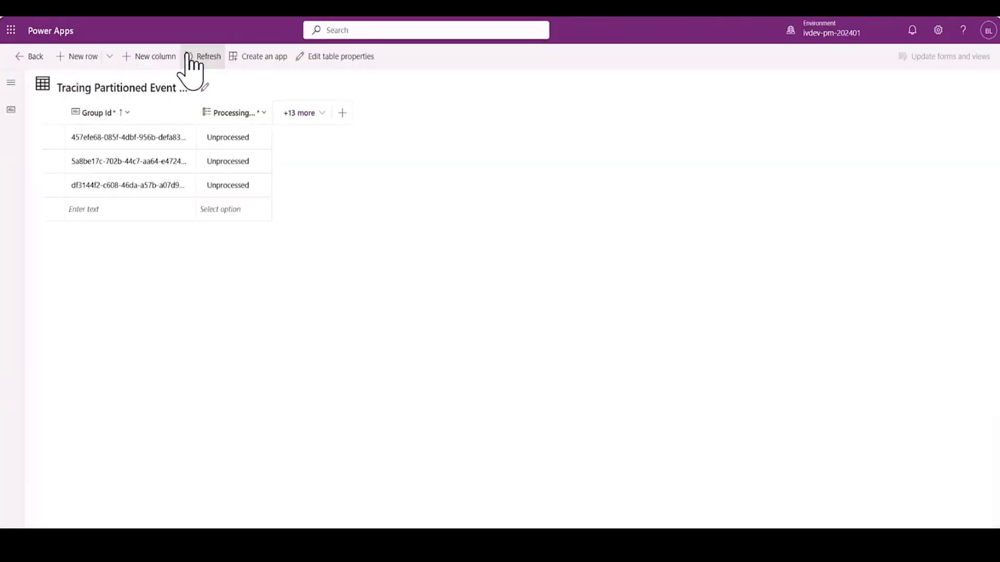 Power Apps
Search
Environment
ivdev-pm-202401
?
BL
Back
New row
New column
Refresh
Create an app
Edit table properties
Update forms and views
Tracing Partitioned Event ...
Abc
Group Id* ↑
Processing... *
+13 more
457efe68-085f-4dbf-956b-defa83... Unprocessed
5a8be17c-702b-44c7-aa64-e4724... Unprocessed
df3144f2-c608-46da-a57b-a07d9... Unprocessed
Enter text Select option